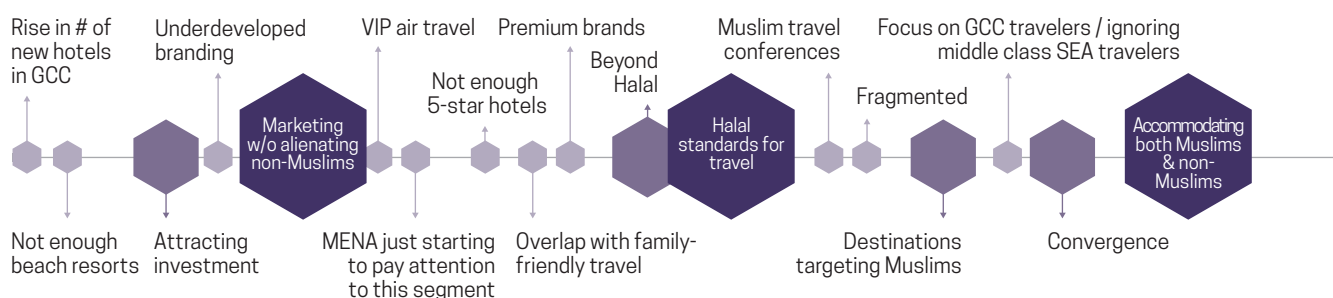 Rise in # of
new hotels
in GCC
Underdeveloped
branding
VIP air travel
Not enough
5-star hotels
Premium brands
Beyond
Halal
Muslim travel
conferences
Fragmented
Focus on GCC travelers / ignoring
middle class SEA travelers
Marketing
w/o alienating
non-Muslims
Halal
standards for
travel
Accommodating
both Muslims
& non-
Muslims
Not enough
beach resorts
Attracting
investment
MENA just starting
to pay attention
to this segment
Overlap with family-
friendly travel
Destinations
targeting Muslims
Convergence